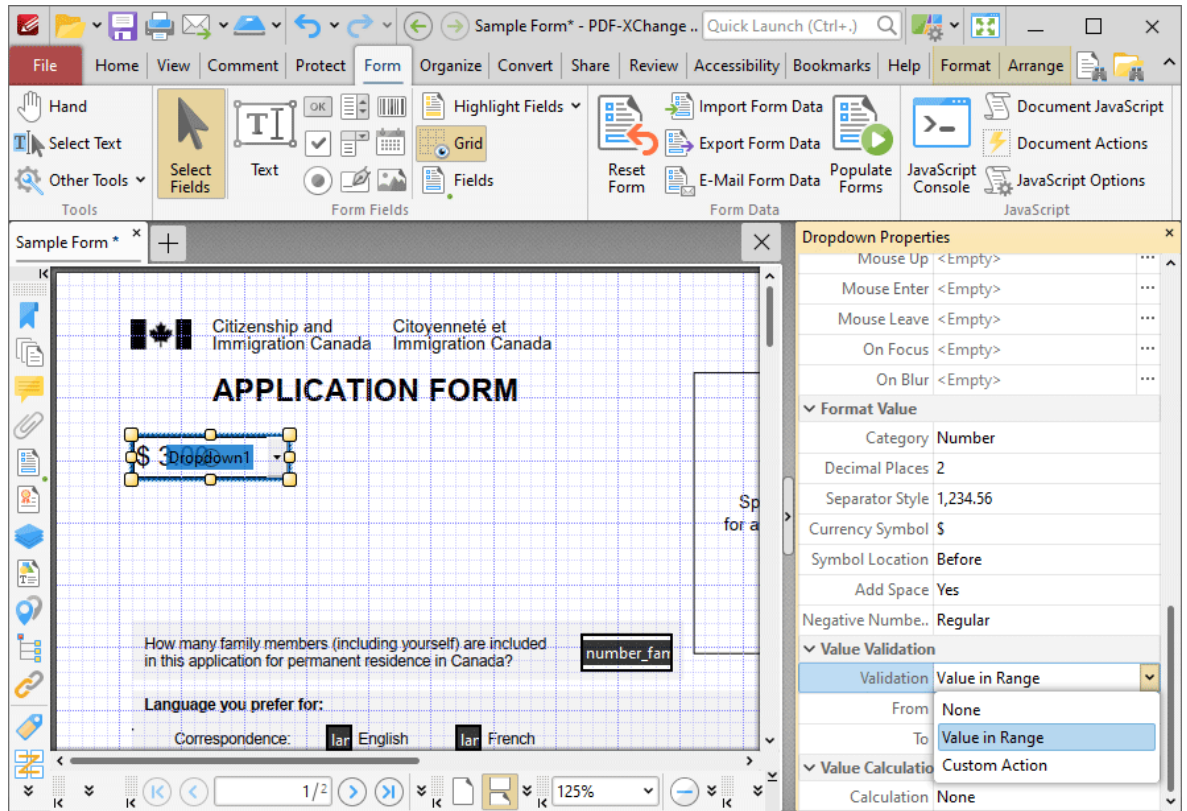 Sample Form* - PDF-XChange ..
Quick Launch (Ctrl+.)
File Home View Comment Protect Form Organize Convert Share Review Accessibility Bookmarks Help Format Arrange
Hand
Select Text
Other Tools
Tools
Select Fields
Text
OK
Form Fields
Highlight Fields
Grid
Fields
Reset Form
Import Form Data
Export Form Data
E-Mail Form Data
Populate Forms
Form Data
JavaScript Console
Document JavaScript
Document Actions
JavaScript Options
JavaScript
Sample Form *
Citizenship and Immigration Canada
Citoyenneté et Immigration Canada
APPLICATION FORM
$ 3
Dropdown1
Sp
for a
How many family members (including yourself) are included
in this application for permanent residence in Canada?
number_fan
Language you prefer for:
Correspondence: lar English lar French
1/2
125%
Dropdown Properties
Mouse Up <Empty> ...
Mouse Enter <Empty> ...
Mouse Leave <Empty> ...
On Focus <Empty> ...
On Blur <Empty> ...
Format Value
Category Number
Decimal Places 2
Separator Style 1,234.56
Currency Symbol $
Symbol Location Before
Add Space Yes
Negative Numbe.. Regular
Value Validation
Validation Value in Range
From
To
None
Value in Range
Custom Action
Value Calculatio
Calculation None